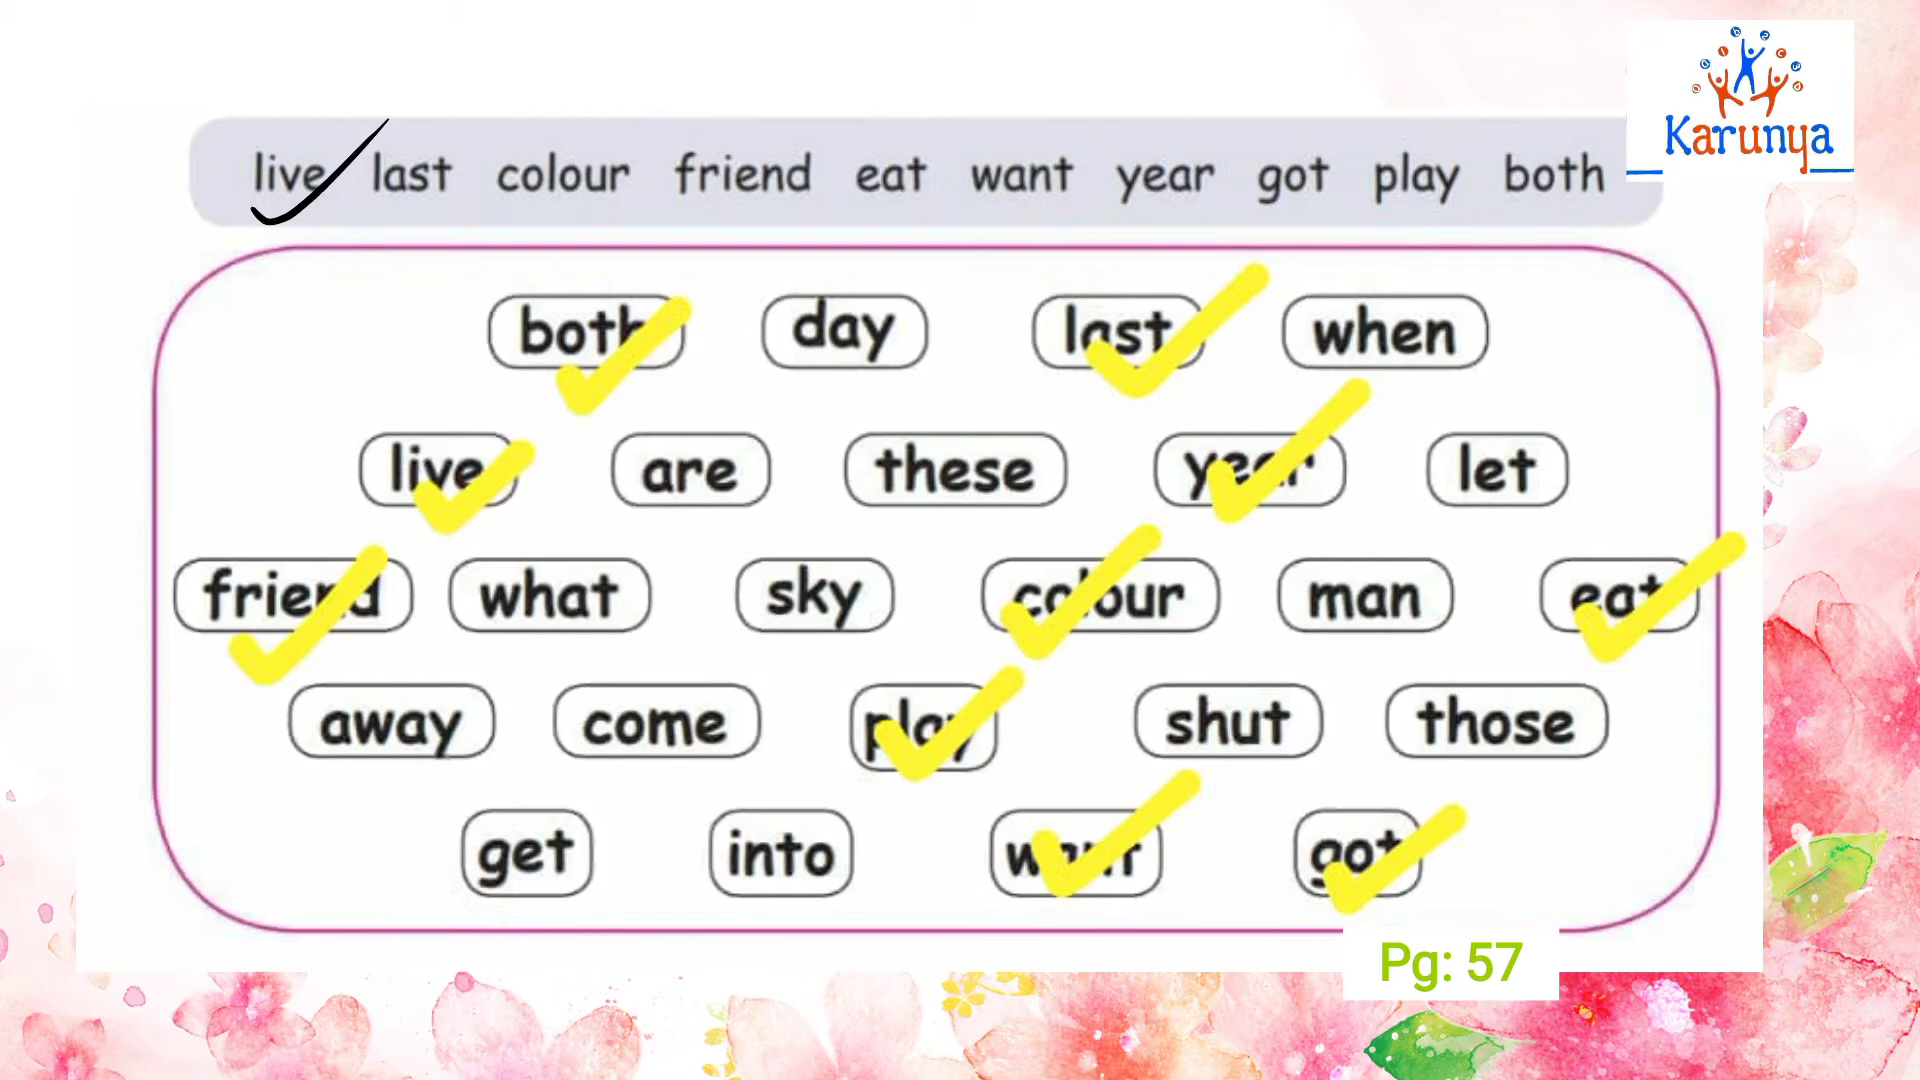 Karunya
live last colour friend eat want year got play both
both day last when
live are these year let
friend what sky colour man eat
away come play shut those
get into want got
Pg: 57